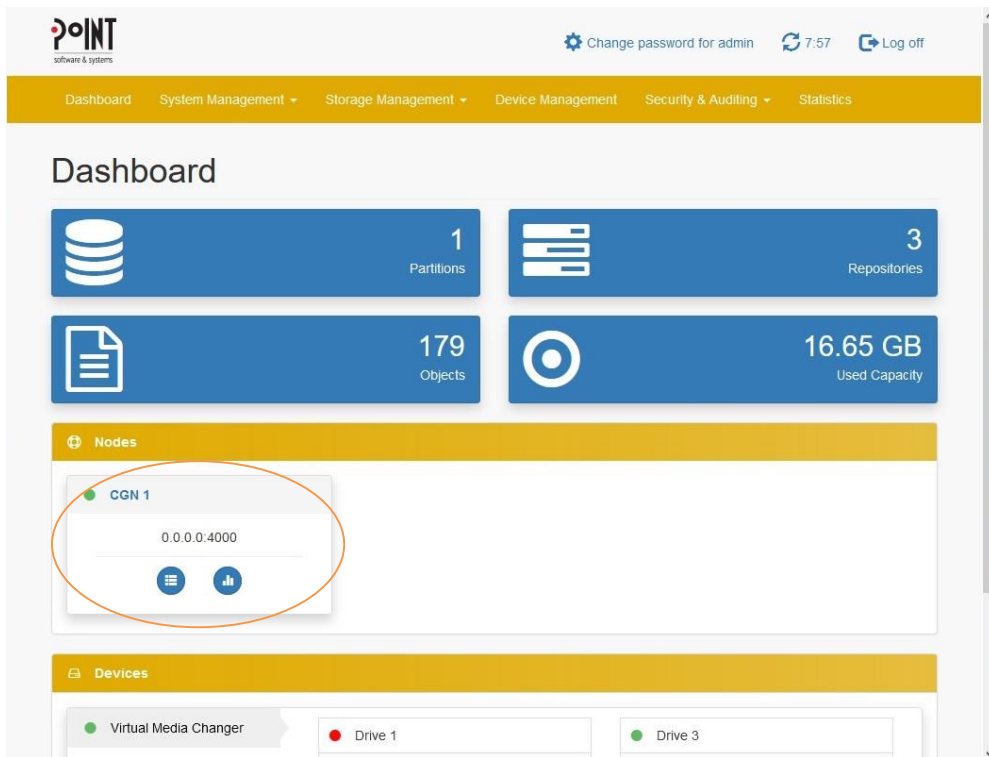 PoINT
software & systems
Change password for admin 7:57 Log off
Dashboard System Management Storage Management Device Management Security & Auditing Statistics
Dashboard
1
Partitions
3
Repositories
179
Objects
16.65 GB
Used Capacity
Nodes
CGN 1
0.0.0.0:4000
Devices
Virtual Media Changer
Drive 1
Drive 3